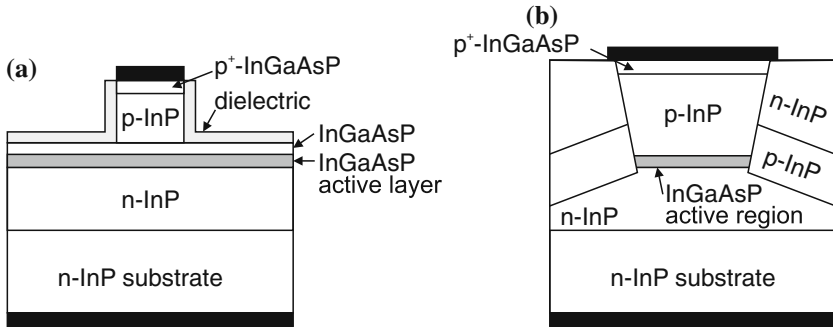 (a)
p⁺-InGaAsP
dielectric
p-InP
InGaAsP
InGaAsP
active layer
n-InP
n-InP substrate
(b)
p⁺-InGaAsP
p-InP
n-InP
p-InP
InGaAsP
active region
n-InP
n-InP substrate